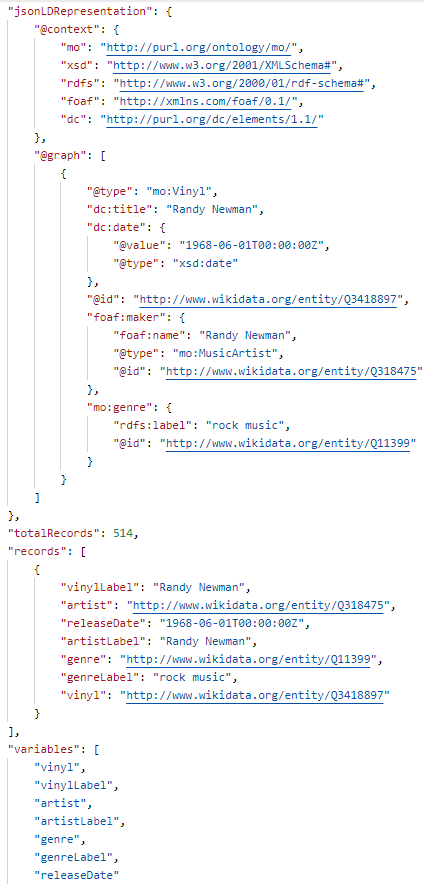 "jsonLDRepresentation": {
"@context": {
"mo": "http://purl.org/ontology/mo/",
"xsd": "http://www.w3.org/2001/XMLSchema#",
"rdfs": "http://www.w3.org/2000/01/rdf-schema#",
"foaf": "http://xmlns.com/foaf/0.1/",
"dc": "http://purl.org/dc/elements/1.1/"
},
"@graph": [
{
"@type": "mo:Vinyl",
"dc:title": "Randy Newman",
"dc:date": {
"@value": "1968-06-01T00:00:00Z",
"@type": "xsd:date"
},
"@id": "http://www.wikidata.org/entity/Q3418897",
"foaf:maker": {
"foaf:name": "Randy Newman",
"@type": "mo:MusicArtist",
"@id": "http://www.wikidata.org/entity/Q318475"
},
"mo:genre": {
"rdfs:label": "rock music",
"@id": "http://www.wikidata.org/entity/Q11399"
}
}
]
},
"totalRecords": 514,
"records": [
{
"vinylLabel": "Randy Newman",
"artist": "http://www.wikidata.org/entity/Q318475",
"releaseDate": "1968-06-01T00:00:00Z",
"artistLabel": "Randy Newman",
"genre": "http://www.wikidata.org/entity/Q11399",
"genreLabel": "rock music",
"vinyl": "http://www.wikidata.org/entity/Q3418897"
}
],
"variables": [
"vinyl",
"vinylLabel",
"artist",
"artistLabel",
"genre",
"genreLabel",
"releaseDate"